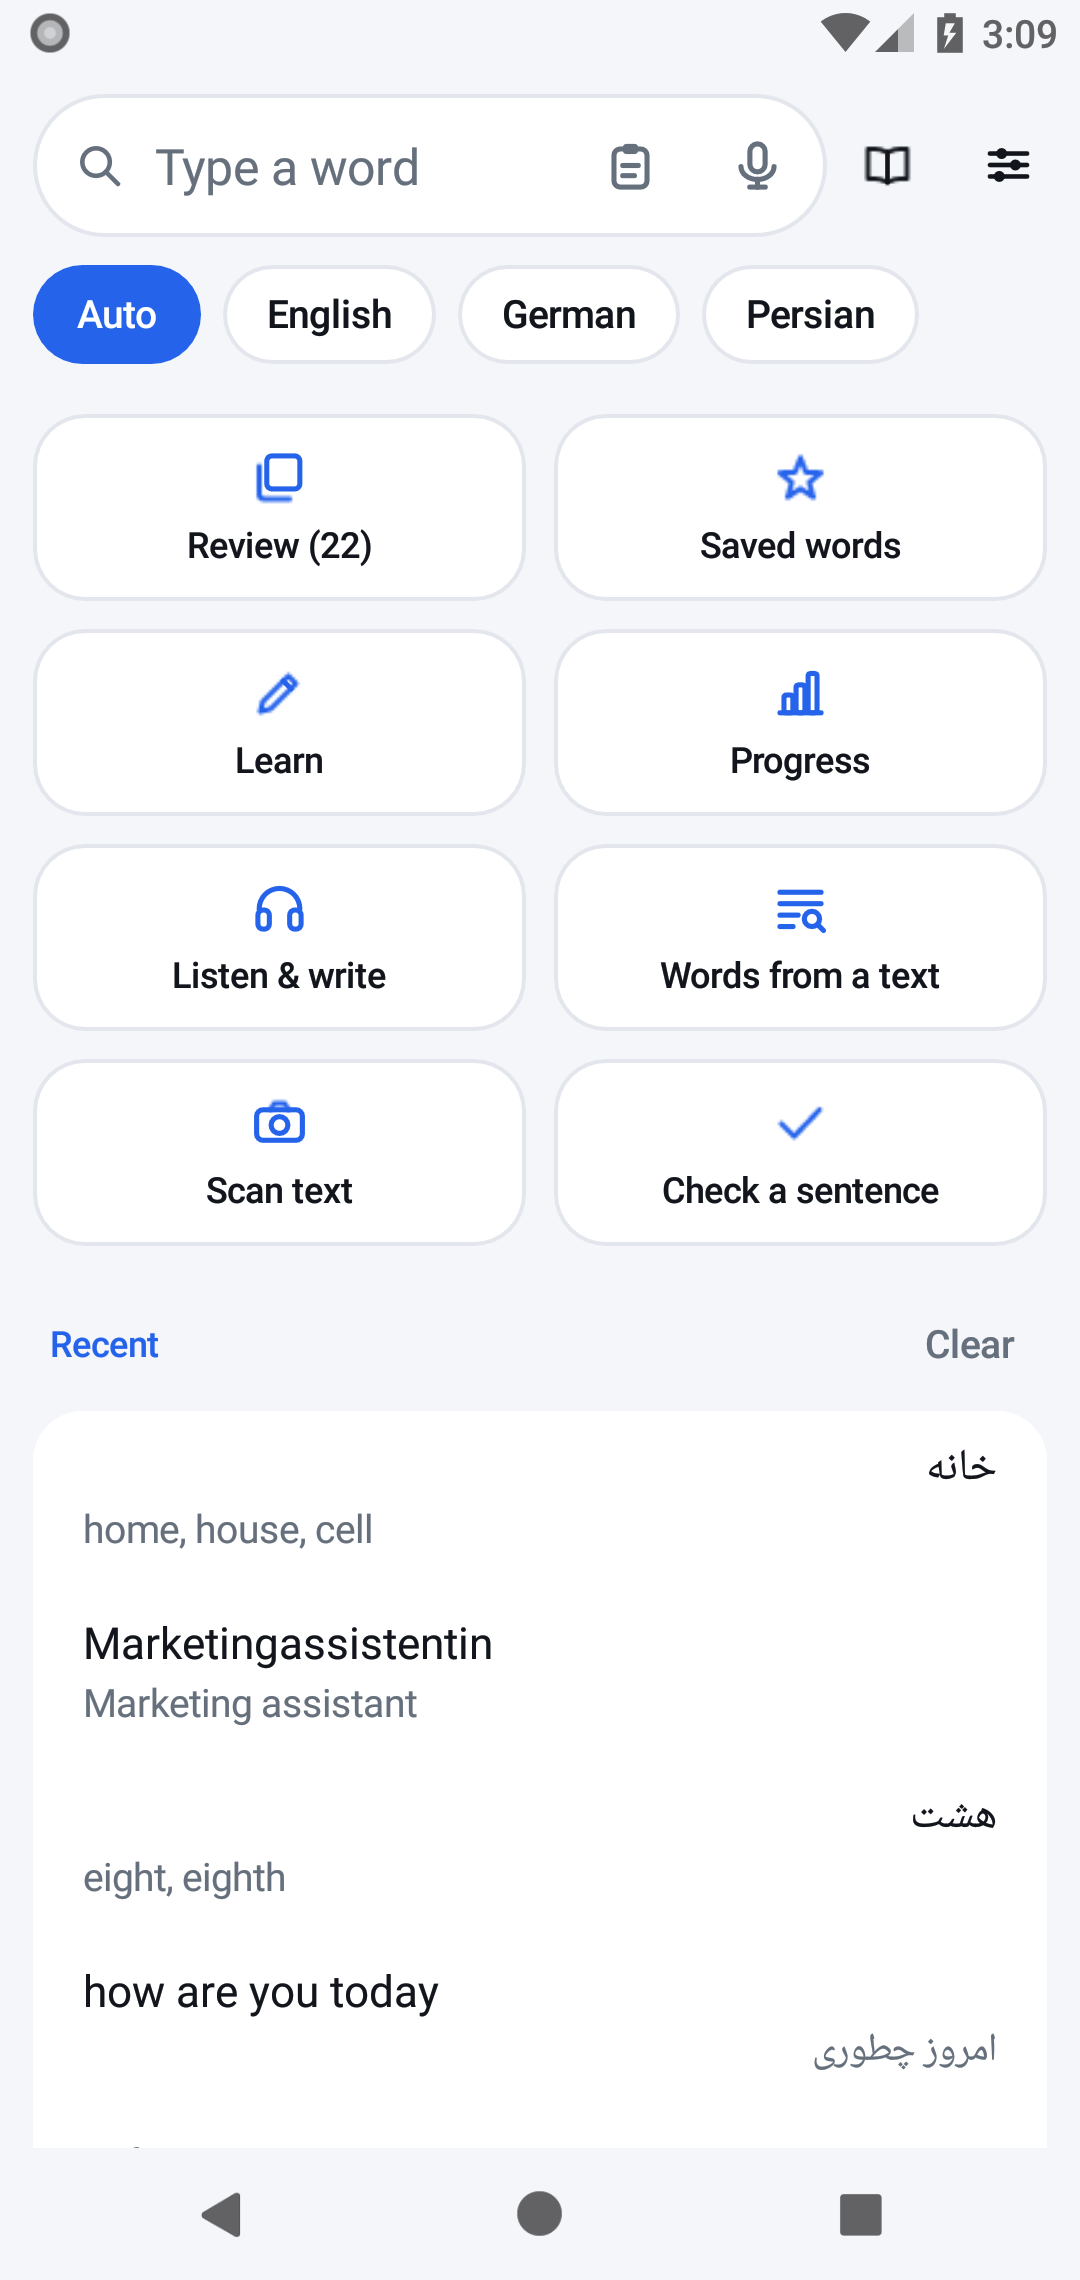 3:09
Type a word
Auto English German Persian
Review (22) Saved words
Learn Progress
Listen & write Words from a text
Scan text Check a sentence
Recent Clear
خانه
home, house, cell
Marketingassistentin
Marketing assistant
هشت
eight, eighth
how are you today
امروز چطوری